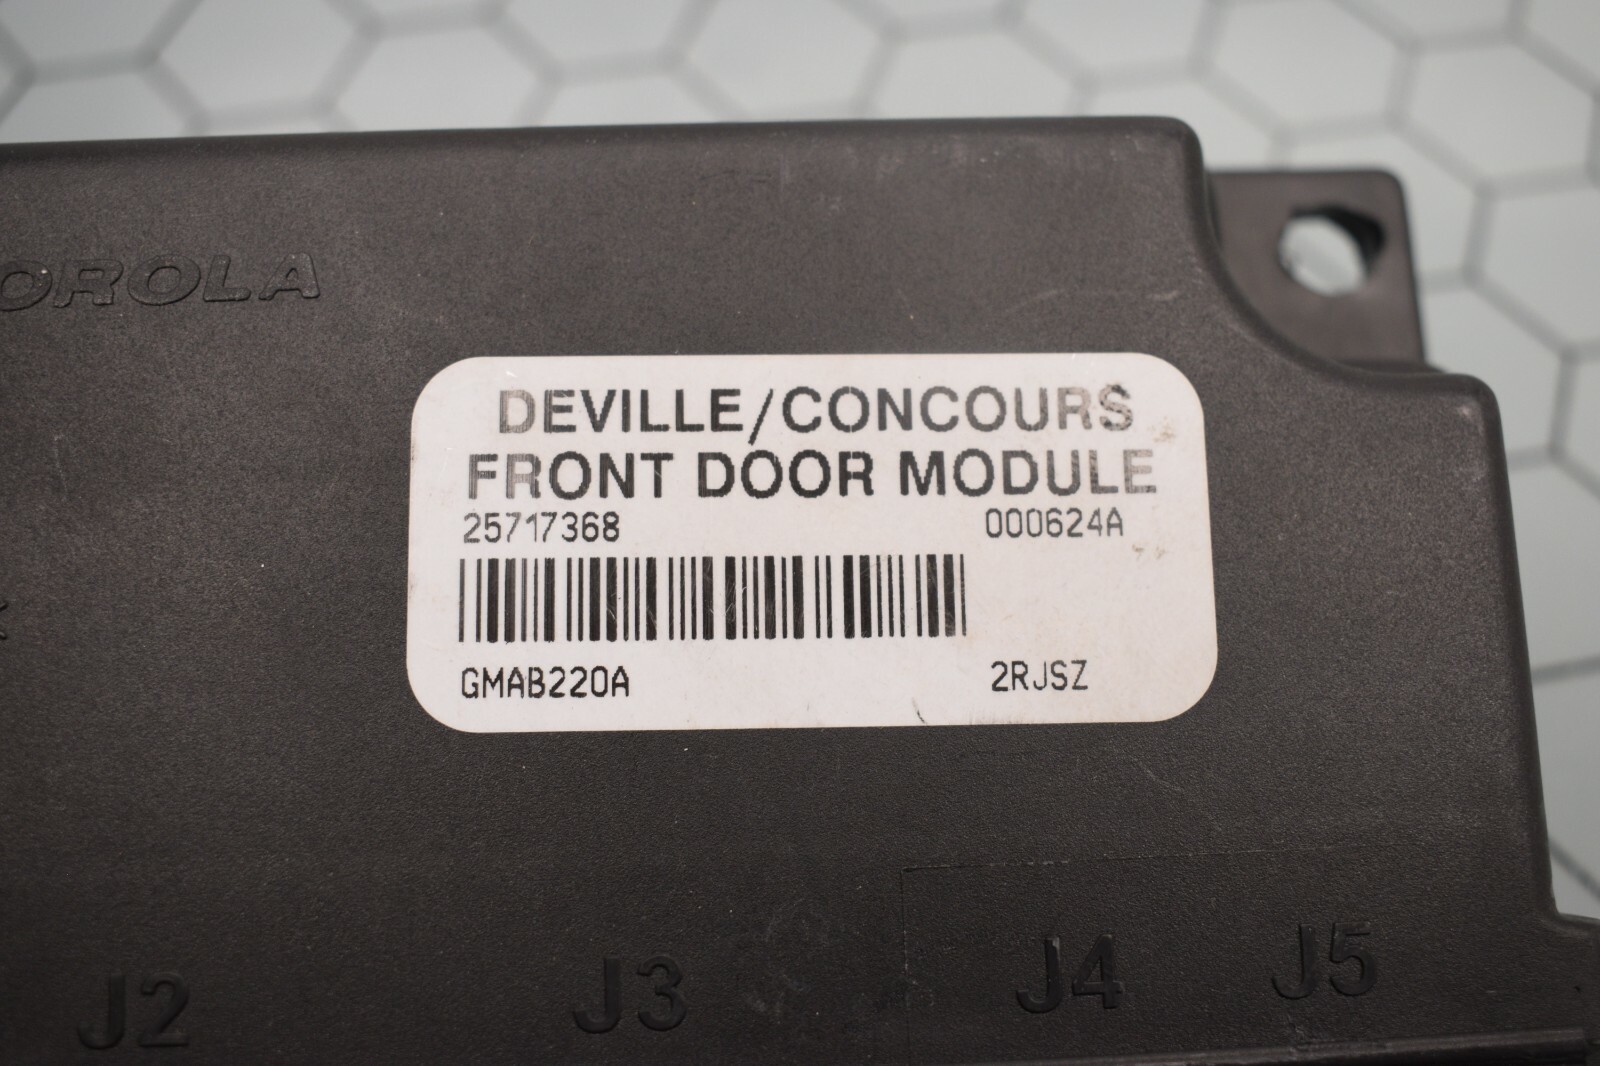 OROLA
DEVILLE/CONCOURS
FRONT DOOR MODULE
25717368 000624A
GMAB220A 2RJSZ
J2 J3 J4 J5